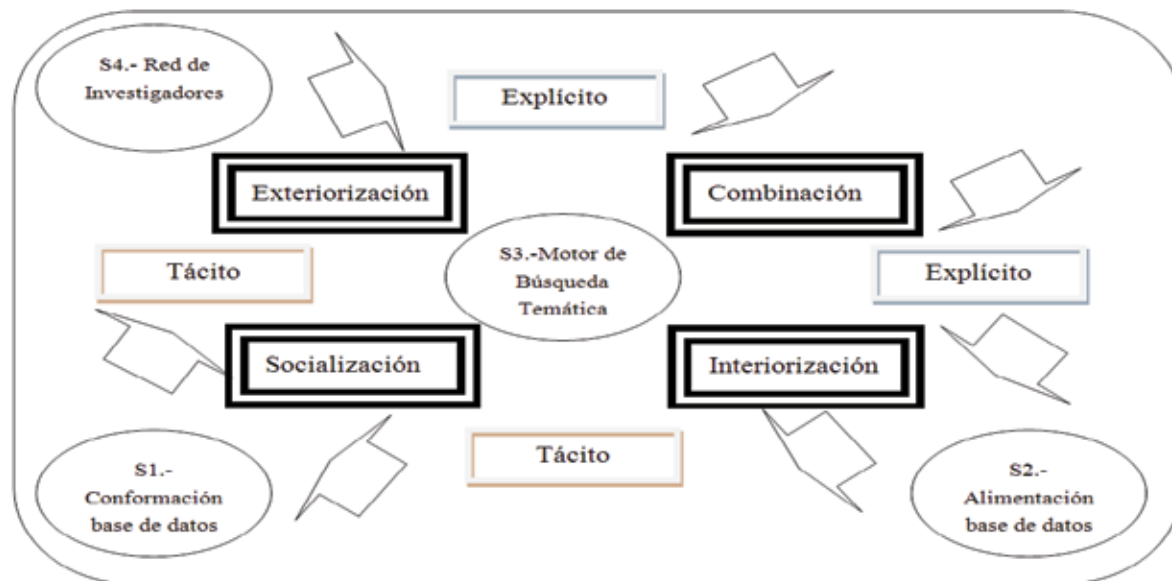 S4.- Red de
Investigadores
Explícito
Exteriorización
Combinación
Tácito
S3.-Motor de
Búsqueda
Temática
Explícito
Socialización
Interiorización
Tácito
S1.-
Conformación
base de datos
S2.-
Alimentación
base de datos